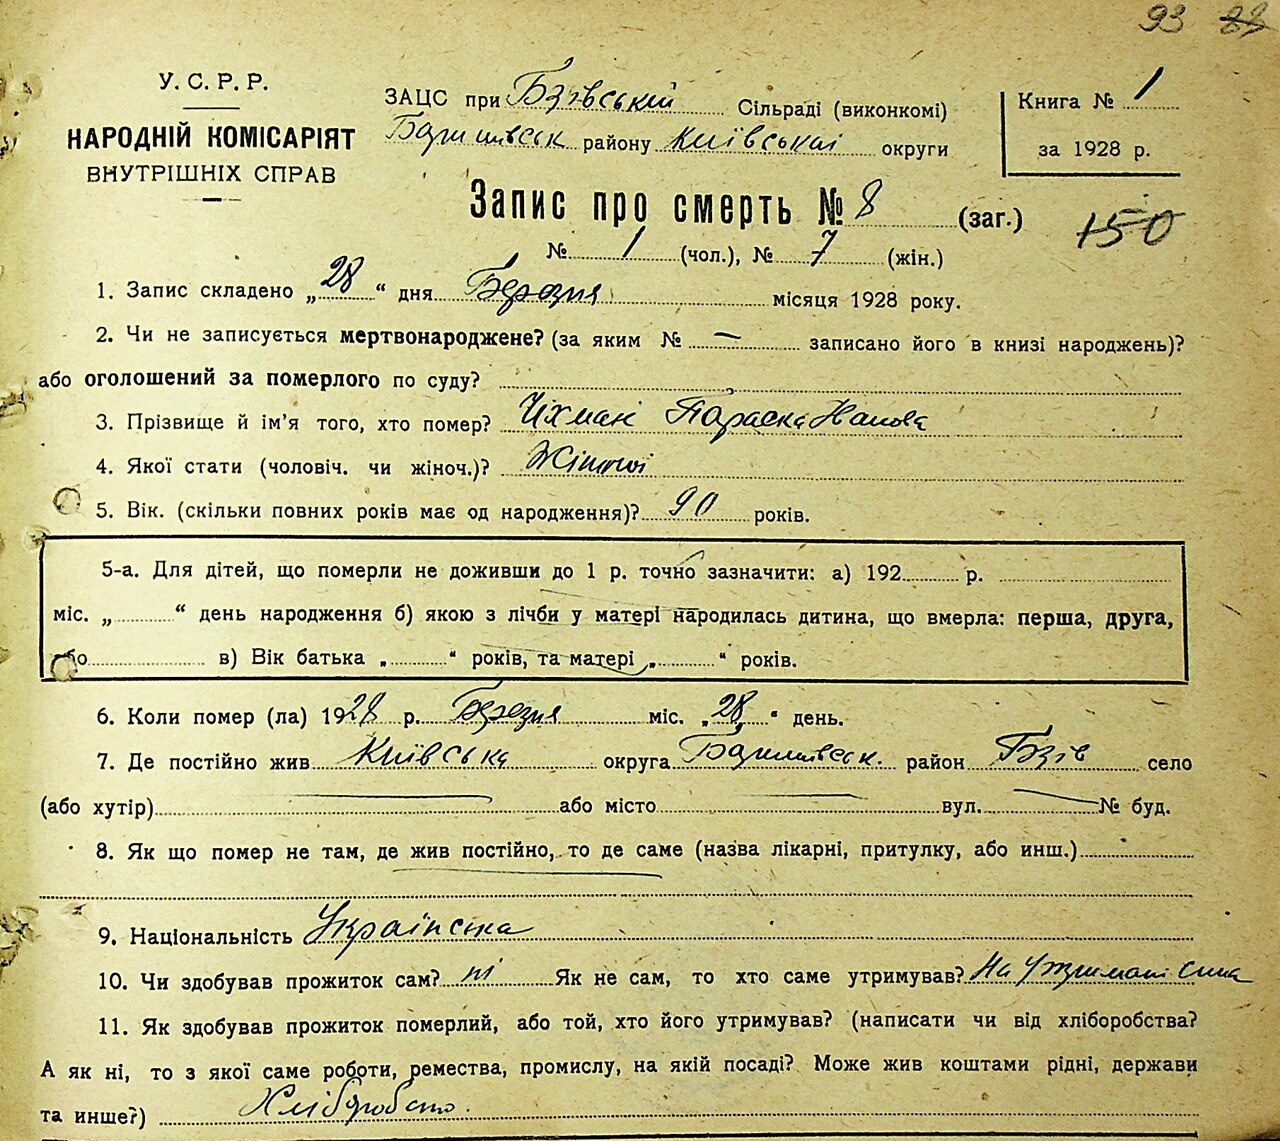 93 88
У. С. Р. Р.
НАРОДНІЙ КОМІСАРІЯТ
ВНУТРІШНІХ СПРАВ
ЗАЦС при Бзівській Сільраді (виконкомі)
району Київської округи
Книга № 1
за 1928 р.
Запис про смерть № 8 (заг.)
150
№ 1 (чол.), № 7 (жін.)
1. Запис складено „28“ дня Березня місяця 1928 року.
2. Чи не записується мертвонароджене? (за яким № — записано його в книзі народжень)?
або оголошений за померлого по суду?
3. Прізвище й ім’я того, хто помер? Параска
4. Якої стати (чоловіч. чи жіноч.)? Жіночої
5. Вік. (скільки повних років має од народження)? 90 років.
5-а. Для дітей, що померли не доживши до 1 р. точно зазначити: а) 192 р.
міс. „ “ день народження б) якою з лічби у матері народилась дитина, що вмерла: перша, друга,
або в) Вік батька „ “ років, та матері „ “ років.
6. Коли помер (ла) 1928 р. Березня міс. „28“ день.
7. Де постійно жив Київська округа район Бзів село
(або хутір) або місто вул. № буд.
8. Як що помер не там, де жив постійно, то де саме (назва лікарні, притулку, або инш.)
9. Національність Українська
10. Чи здобував прожиток сам? ні Як не сам, то хто саме утримував? На утримані сина
11. Як здобував прожиток померлий, або той, хто його утримував? (написати чи від хліборобства?
А як ні, то з якої саме роботи, ремества, промислу, на якій посаді? Може жив коштами рідні, держави
та инше?) Хліборобство